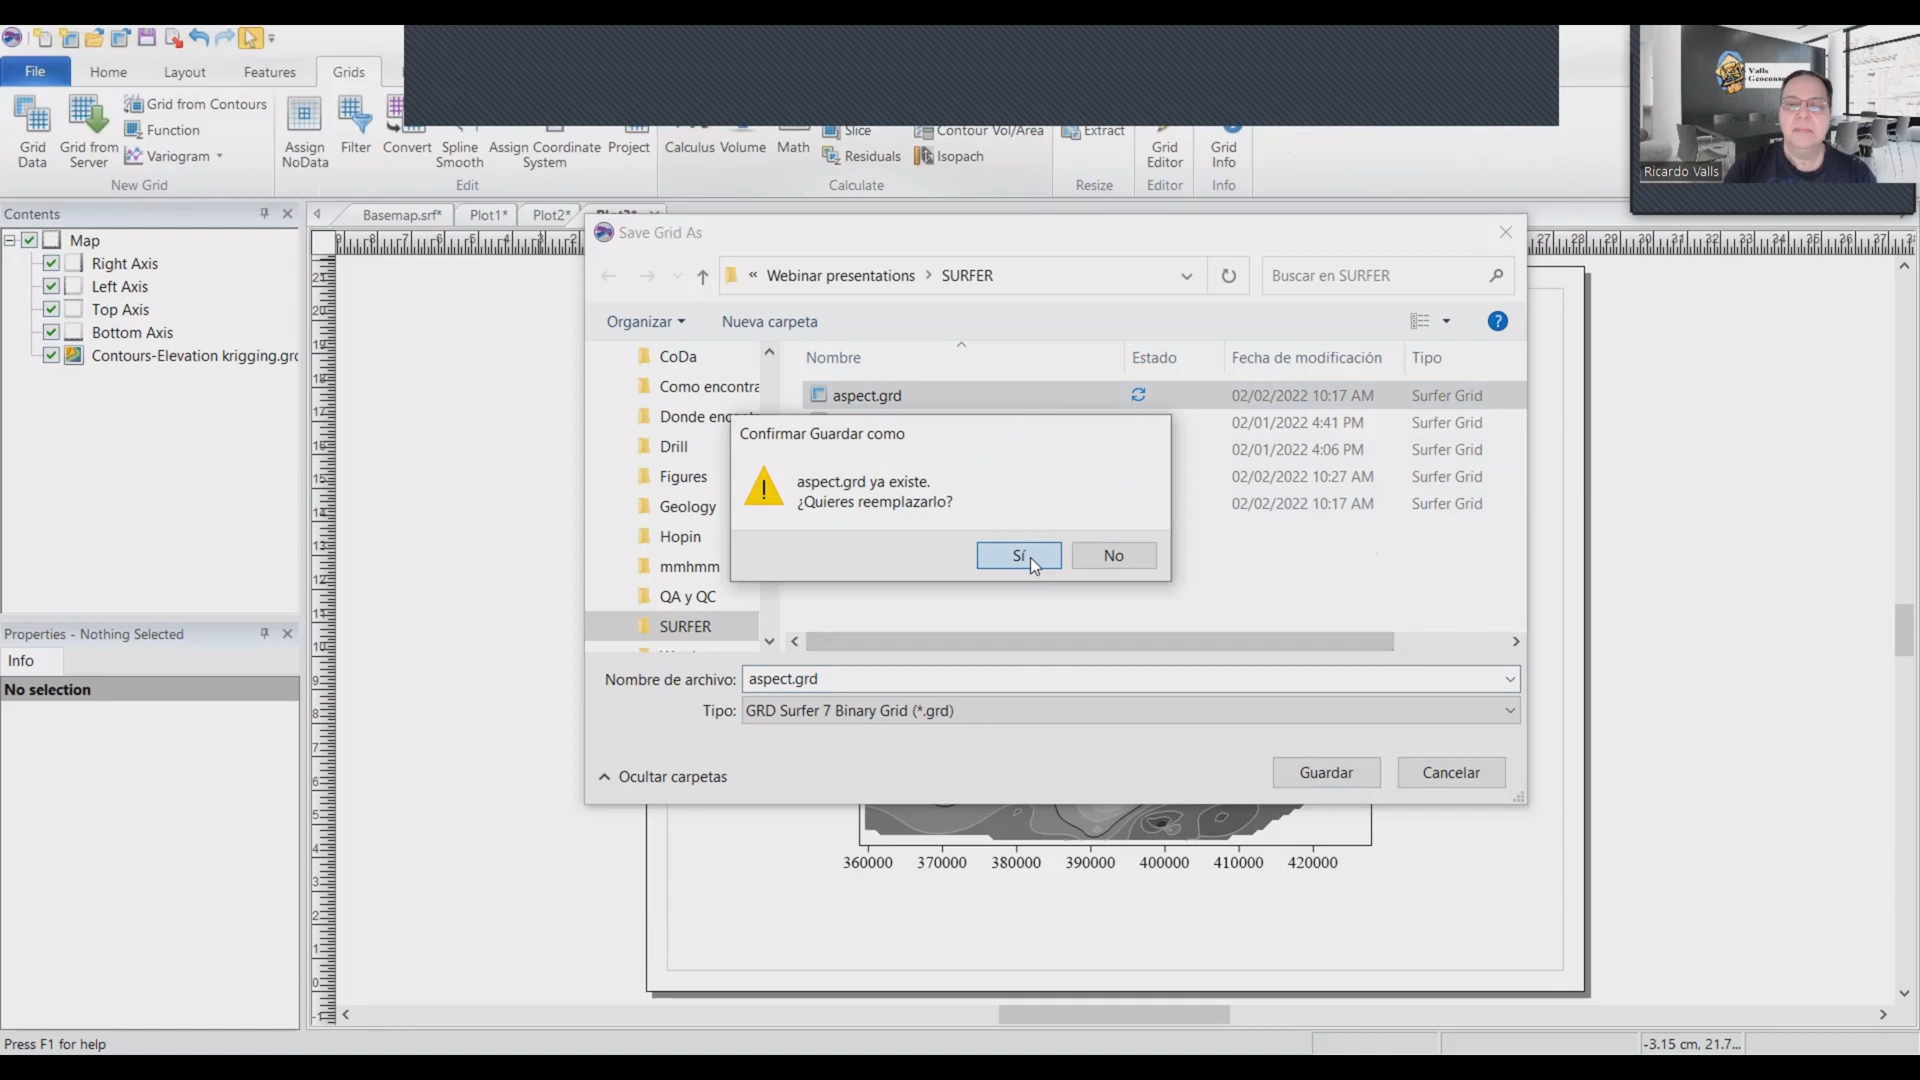 File
Home
Layout
Features
Grids
Grid Data
Grid from Server
Grid from Contours
Function
Variogram
New Grid
Assign NoData
Filter
Convert
Spline Smooth
Assign Coordinate System
Project
Edit
Calculus
Volume
Math
Slice
Residuals
Contour Vol/Area
Isopach
Calculate
Extract
Resize
Grid Editor
Editor
Grid Info
Info
Valls
Ricardo Valls
Contents
Map
Right Axis
Left Axis
Top Axis
Bottom Axis
Contours-Elevation krigging.grd
Basemap.srf*
Plot1*
Plot2*
Save Grid As
« Webinar presentations > SURFER
Buscar en SURFER
Organizar
Nueva carpeta
CoDa
Como encontra
Donde enc
Drill
Figures
Geology
Hopin
mmhmm
QA y QC
SURFER
Nombre Estado Fecha de modificación Tipo
aspect.grd 02/02/2022 10:17 AM Surfer Grid
02/01/2022 4:41 PM Surfer Grid
02/01/2022 4:06 PM Surfer Grid
02/02/2022 10:27 AM Surfer Grid
02/02/2022 10:17 AM Surfer Grid
Confirmar Guardar como
aspect.grd ya existe.
¿Quieres reemplazarlo?
Sí
No
Nombre de archivo: aspect.grd
Tipo: GRD Surfer 7 Binary Grid (*.grd)
Ocultar carpetas
Guardar
Cancelar
360000 370000 380000 390000 400000 410000 420000
Properties - Nothing Selected
Info
No selection
Press F1 for help
-3.15 cm, 21.7...